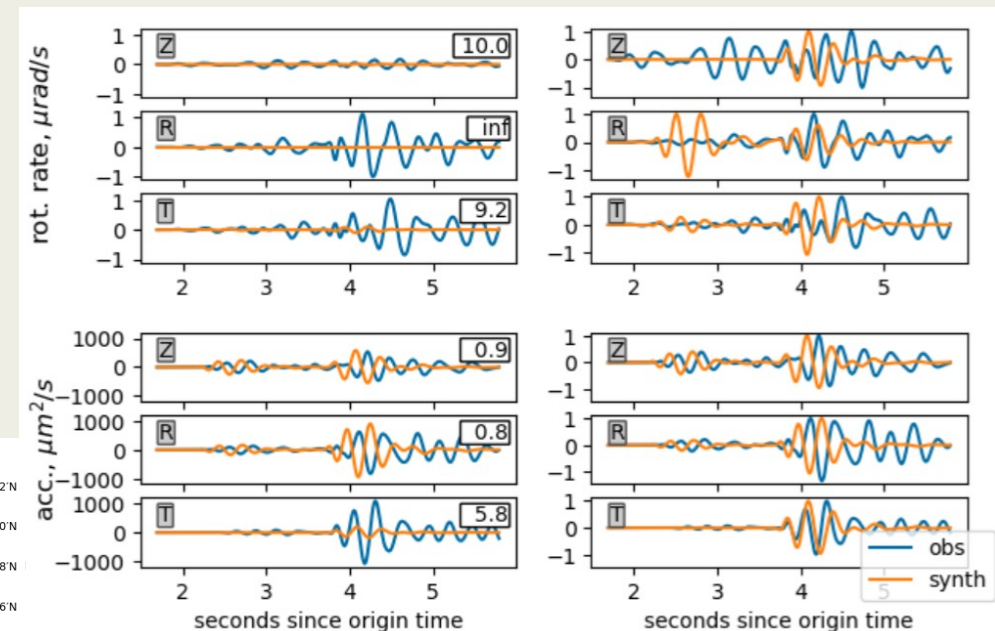 rot. rate, μrad/s
1
0
−1
Z
10.0
1
0
−1
R
inf
1
0
−1
T
9.2
2 3 4 5
1
0
−1
Z
1
0
−1
R
1
0
−1
T
2 3 4 5
acc., μm²/s
1000
0
−1000
Z
0.9
1000
0
−1000
R
0.8
1000
0
−1000
T
5.8
2 3 4 5
seconds since origin time
1
0
−1
Z
1
0
−1
R
1
0
−1
T
obs
synth
2 3 4 5
seconds since origin time
2'N
0'N
8'N
6'N